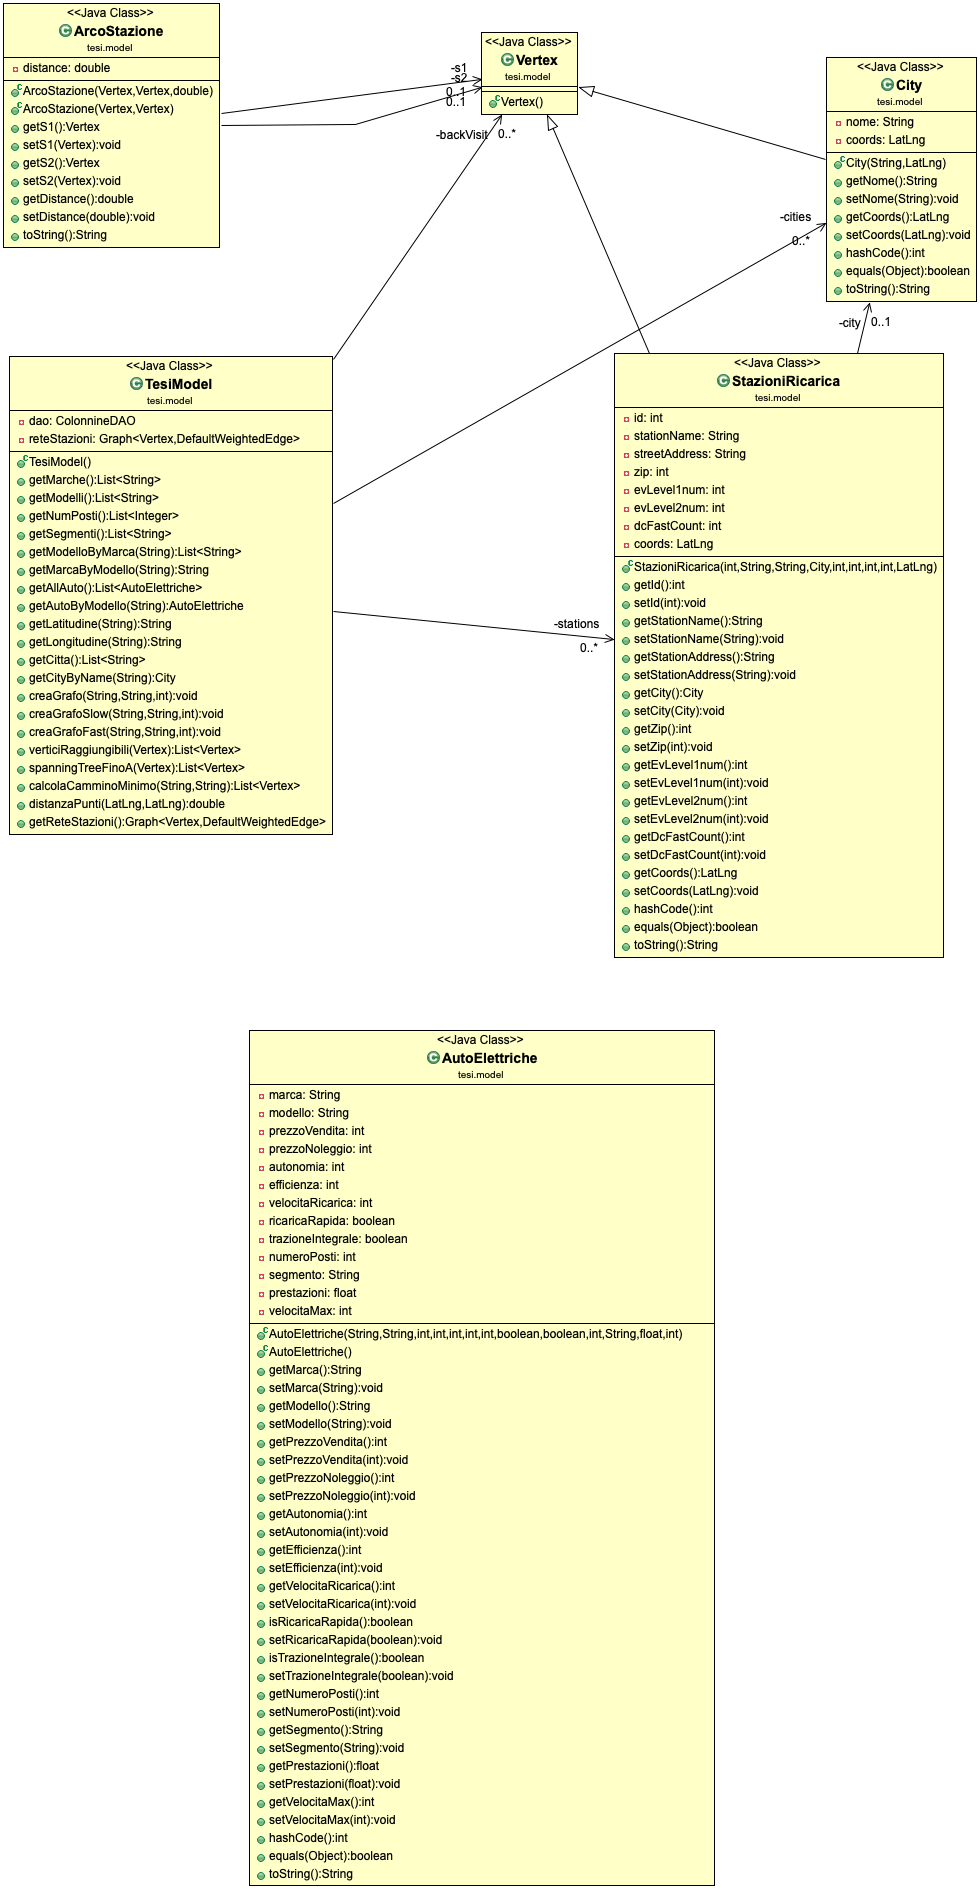 <<Java Class>>
ArcoStazione
tesi.model
distance: double
ArcoStazione(Vertex,Vertex,double)
ArcoStazione(Vertex,Vertex)
getS1():Vertex
setS1(Vertex):void
getS2():Vertex
setS2(Vertex):void
getDistance():double
setDistance(double):void
toString():String
-s1
-s2
0..1
0..1
<<Java Class>>
Vertex
tesi.model
Vertex()
-backVisit
0..*
<<Java Class>>
City
tesi.model
nome: String
coords: LatLng
City(String,LatLng)
getNome():String
setNome(String):void
getCoords():LatLng
setCoords(LatLng):void
hashCode():int
equals(Object):boolean
toString():String
-cities
0..*
-city
0..1
<<Java Class>>
TesiModel
tesi.model
dao: ColonnineDAO
reteStazioni: Graph<Vertex,DefaultWeightedEdge>
TesiModel()
getMarche():List<String>
getModelli():List<String>
getNumPosti():List<Integer>
getSegmenti():List<String>
getModelloByMarca(String):List<String>
getMarcaByModello(String):String
getAllAuto():List<AutoElettriche>
getAutoByModello(String):AutoElettriche
getLatitudine(String):String
getLongitudine(String):String
getCitta():List<String>
getCityByName(String):City
creaGrafo(String,String,int):void
creaGrafoSlow(String,String,int):void
creaGrafoFast(String,String,int):void
verticiRaggiungibili(Vertex):List<Vertex>
spanningTreeFinoA(Vertex):List<Vertex>
calcolaCamminoMinimo(String,String):List<Vertex>
distanzaPunti(LatLng,LatLng):double
getReteStazioni():Graph<Vertex,DefaultWeightedEdge>
-stations
0..*
<<Java Class>>
StazioniRicarica
tesi.model
id: int
stationName: String
streetAddress: String
zip: int
evLevel1num: int
evLevel2num: int
dcFastCount: int
coords: LatLng
StazioniRicarica(int,String,String,City,int,int,int,int,LatLng)
getId():int
setId(int):void
getStationName():String
setStationName(String):void
getStationAddress():String
setStationAddress(String):void
getCity():City
setCity(City):void
getZip():int
setZip(int):void
getEvLevel1num():int
setEvLevel1num(int):void
getEvLevel2num():int
setEvLevel2num(int):void
getDcFastCount():int
setDcFastCount(int):void
getCoords():LatLng
setCoords(LatLng):void
hashCode():int
equals(Object):boolean
toString():String
<<Java Class>>
AutoElettriche
tesi.model
marca: String
modello: String
prezzoVendita: int
prezzoNoleggio: int
autonomia: int
efficienza: int
velocitaRicarica: int
ricaricaRapida: boolean
trazioneIntegrale: boolean
numeroPosti: int
segmento: String
prestazioni: float
velocitaMax: int
AutoElettriche(String,String,int,int,int,int,int,boolean,boolean,int,String,float,int)
AutoElettriche()
getMarca():String
setMarca(String):void
getModello():String
setModello(String):void
getPrezzoVendita():int
setPrezzoVendita(int):void
getPrezzoNoleggio():int
setPrezzoNoleggio(int):void
getAutonomia():int
setAutonomia(int):void
getEfficienza():int
setEfficienza(int):void
getVelocitaRicarica():int
setVelocitaRicarica(int):void
isRicaricaRapida():boolean
setRicaricaRapida(boolean):void
isTrazioneIntegrale():boolean
setTrazioneIntegrale(boolean):void
getNumeroPosti():int
setNumeroPosti(int):void
getSegmento():String
setSegmento(String):void
getPrestazioni():float
setPrestazioni(float):void
getVelocitaMax():int
setVelocitaMax(int):void
hashCode():int
equals(Object):boolean
toString():String